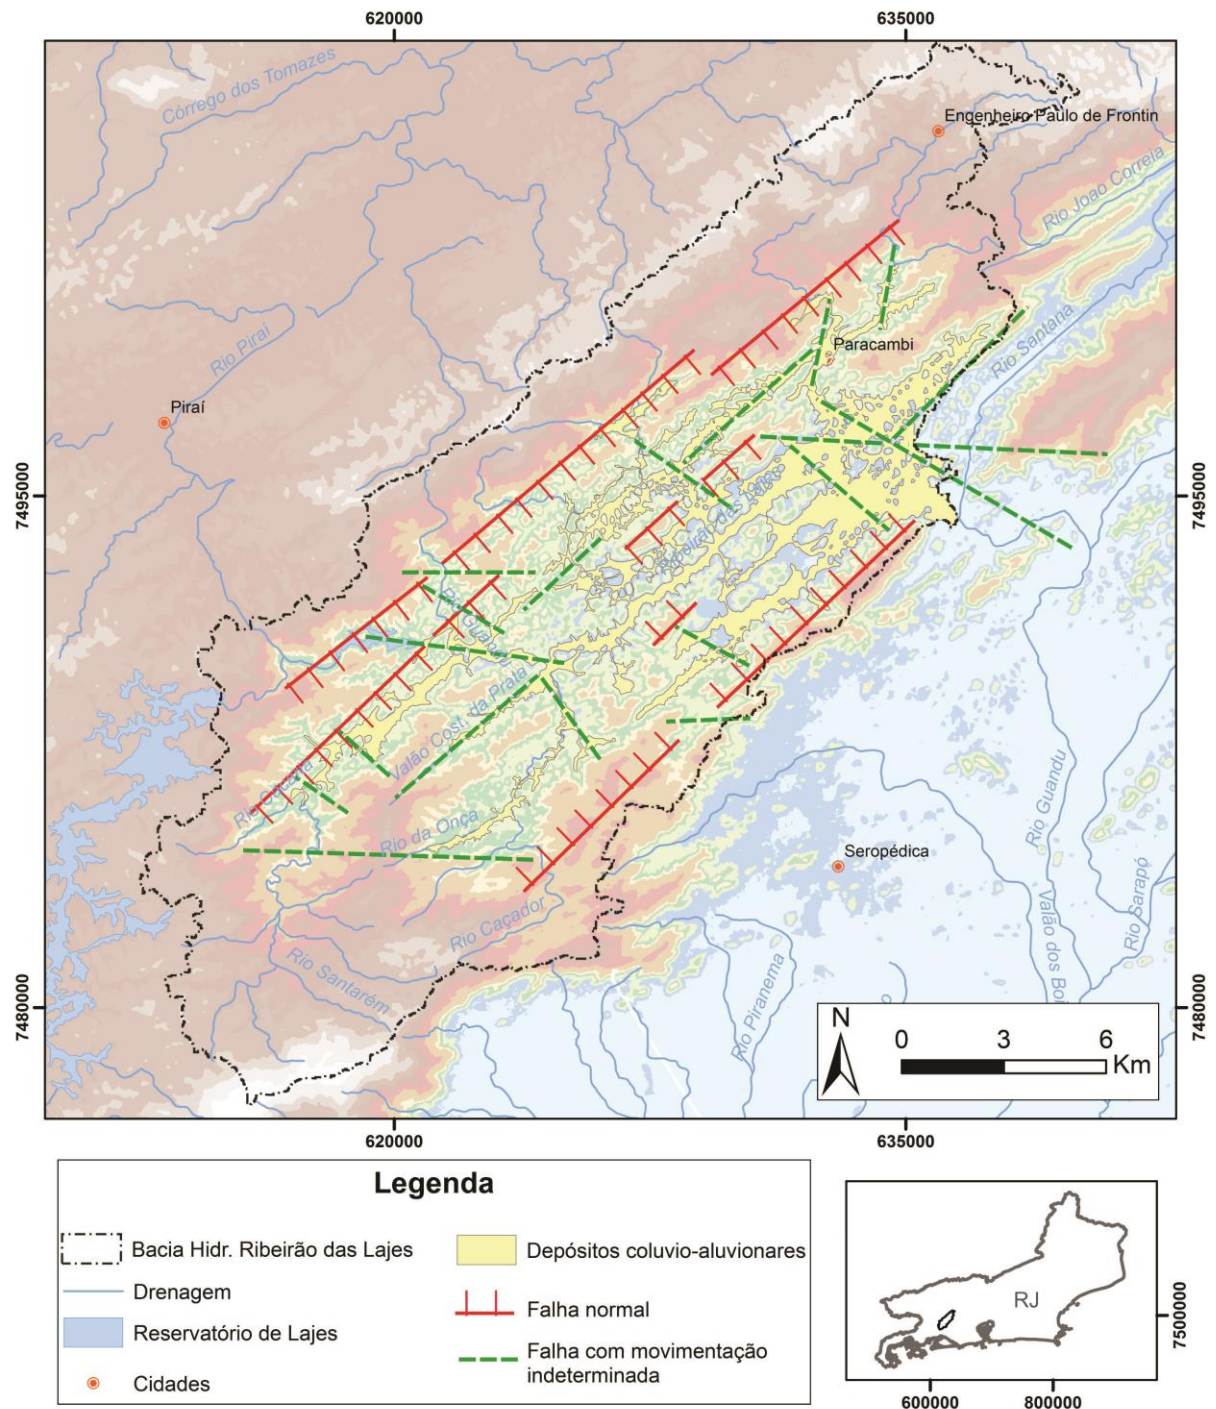 620000
635000
Córrego dos Tomazes
Engenheiro Paulo de Frontin
Rio Joao Correia
Rio Piraí
Rio Santana
Paracambi
Piraí
7495000
7495000
Valão Cost. da Prata
Rio Cacaria
Rio da Onça
Rio Guandu
Seropédica
Rio Caçador
Rio Sarapó
Rio Santarém
Rio Piranema
Valão dos Boi
7480000
7480000
N
0 3 6
Km
620000
635000
Legenda
Bacia Hidr. Ribeirão das Lajes
Drenagem
Reservatório de Lajes
Cidades
Depósitos coluvio-aluvionares
Falha normal
Falha com movimentação
indeterminada
RJ
7500000
600000
800000